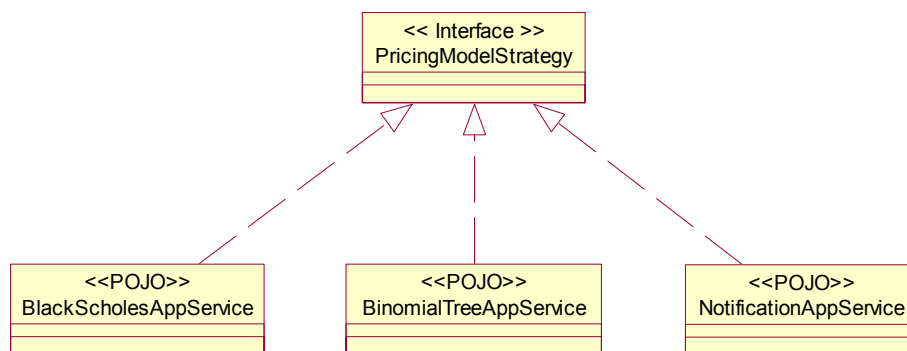 << Interface >>
PricingModelStrategy
<<POJO>>
BlackScholesAppService
<<POJO>>
BinomialTreeAppService
<<POJO>>
NotificationAppService